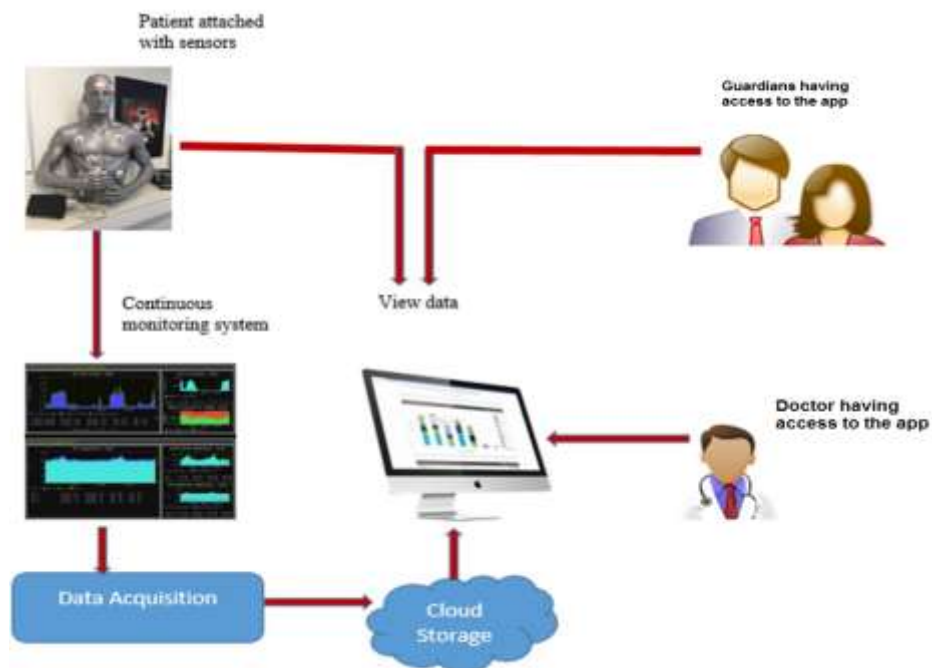 Patient attached
with sensors
Guardians having
access to the app
Continuous
monitoring system
View data
Doctor having
access to the app
Data Acquisition
Cloud
Storage